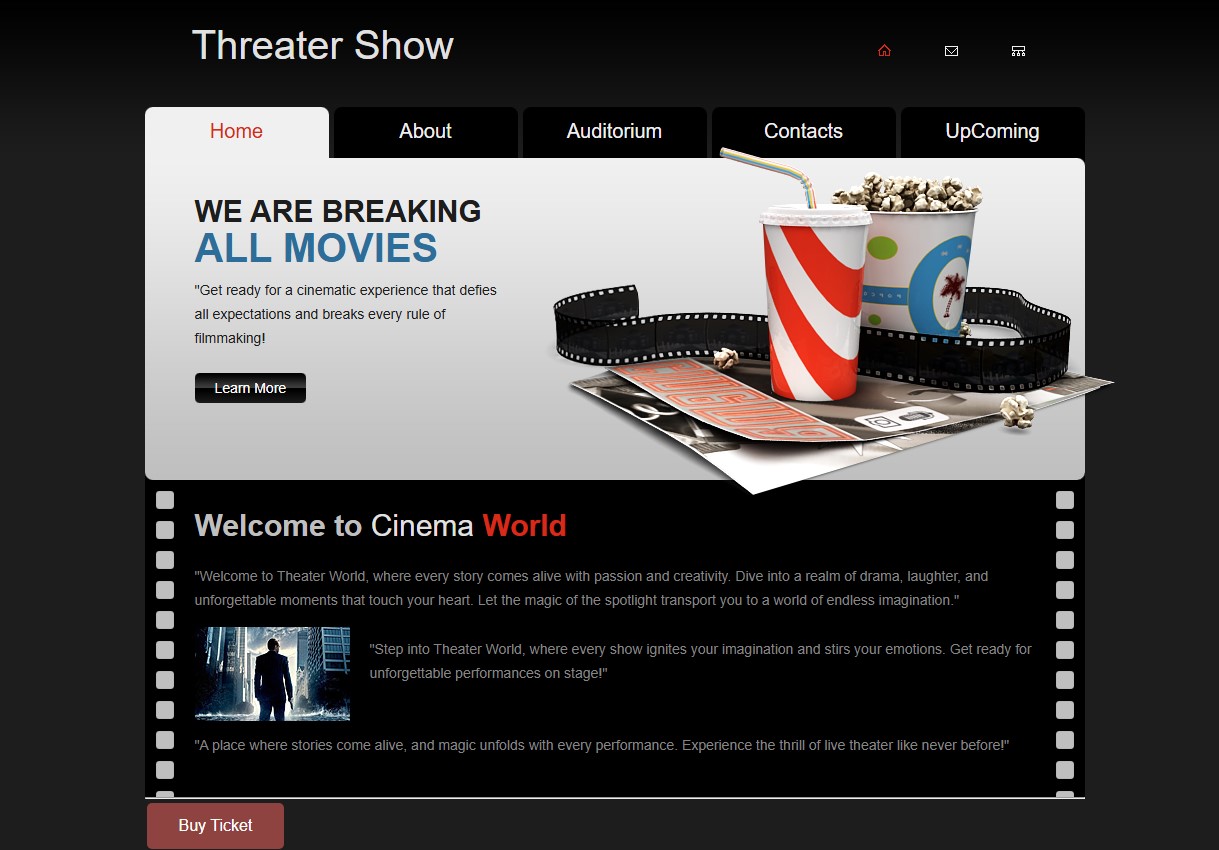 Threater Show
Home About Auditorium Contacts UpComing
WE ARE BREAKING
ALL MOVIES
"Get ready for a cinematic experience that defies
all expectations and breaks every rule of
filmmaking!
Learn More
Welcome to Cinema World
"Welcome to Theater World, where every story comes alive with passion and creativity. Dive into a realm of drama, laughter, and
unforgettable moments that touch your heart. Let the magic of the spotlight transport you to a world of endless imagination."
"Step into Theater World, where every show ignites your imagination and stirs your emotions. Get ready for
unforgettable performances on stage!"
"A place where stories come alive, and magic unfolds with every performance. Experience the thrill of live theater like never before!"
Buy Ticket